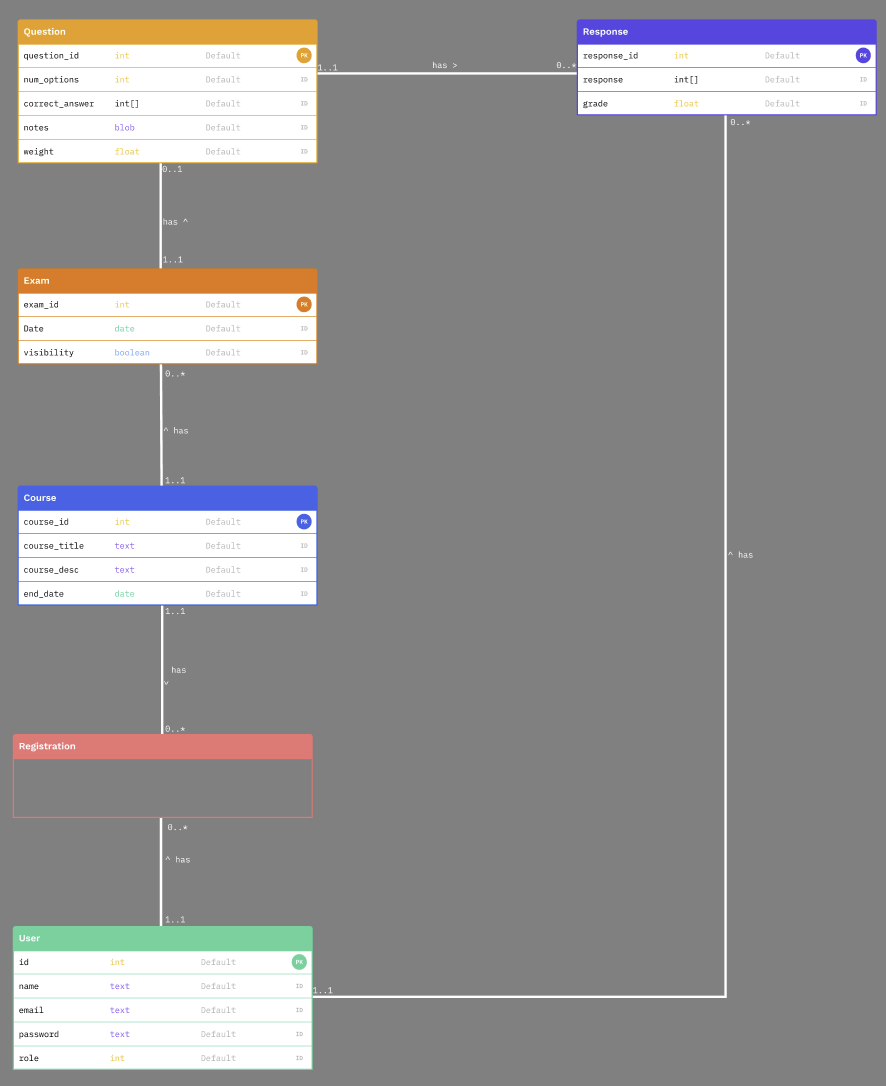 Question
question_id int Default PK
num_options int Default ID
correct_answer int[] Default ID
notes blob Default ID
weight float Default ID
1..1 has > 0..*
Response
response_id int Default PK
response int[] Default ID
grade float Default ID
0..*
0..1
has ^
1..1
Exam
exam_id int Default PK
Date date Default ID
visibility boolean Default ID
0..*
^ has
1..1
Course
course_id int Default PK
course_title text Default ID
course_desc text Default ID
end_date date Default ID
^ has
1..1
has
˅
0..*
Registration
0..*
^ has
1..1
User
id int Default PK
name text Default ID
email text Default ID
password text Default ID
role int Default ID
1..1